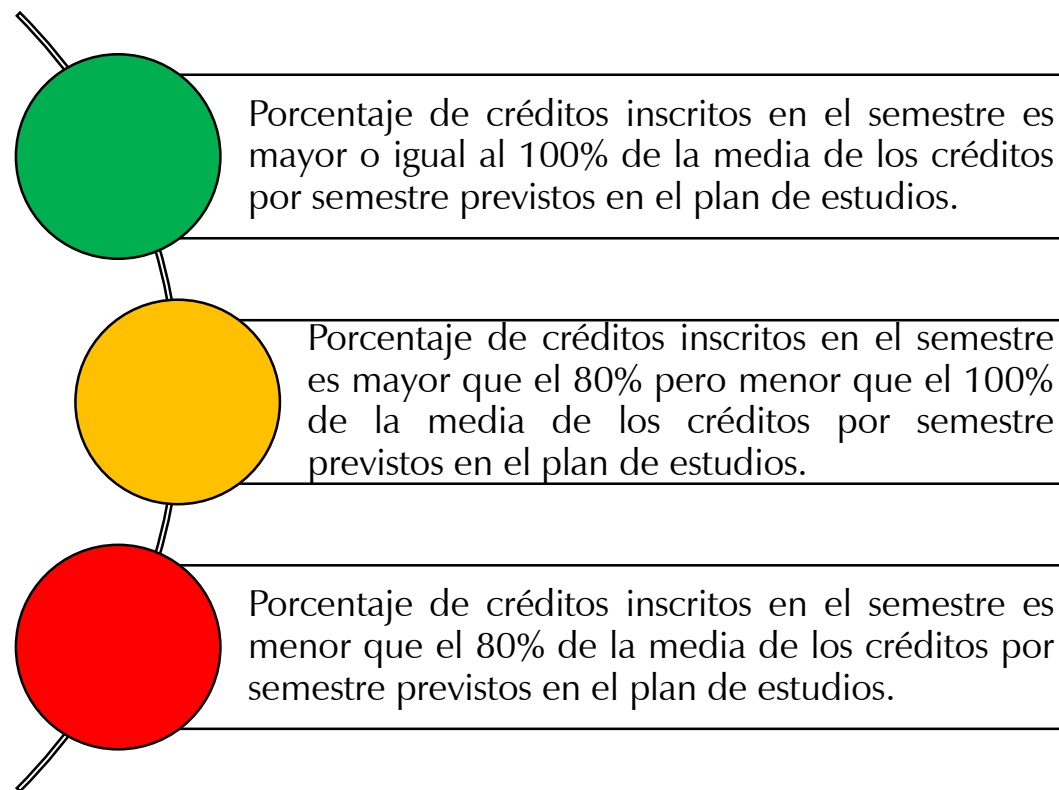 Porcentaje de créditos inscritos en el semestre es
mayor o igual al 100% de la media de los créditos
por semestre previstos en el plan de estudios.
Porcentaje de créditos inscritos en el semestre
es mayor que el 80% pero menor que el 100%
de la media de los créditos por semestre
previstos en el plan de estudios.
Porcentaje de créditos inscritos en el semestre es
menor que el 80% de la media de los créditos por
semestre previstos en el plan de estudios.